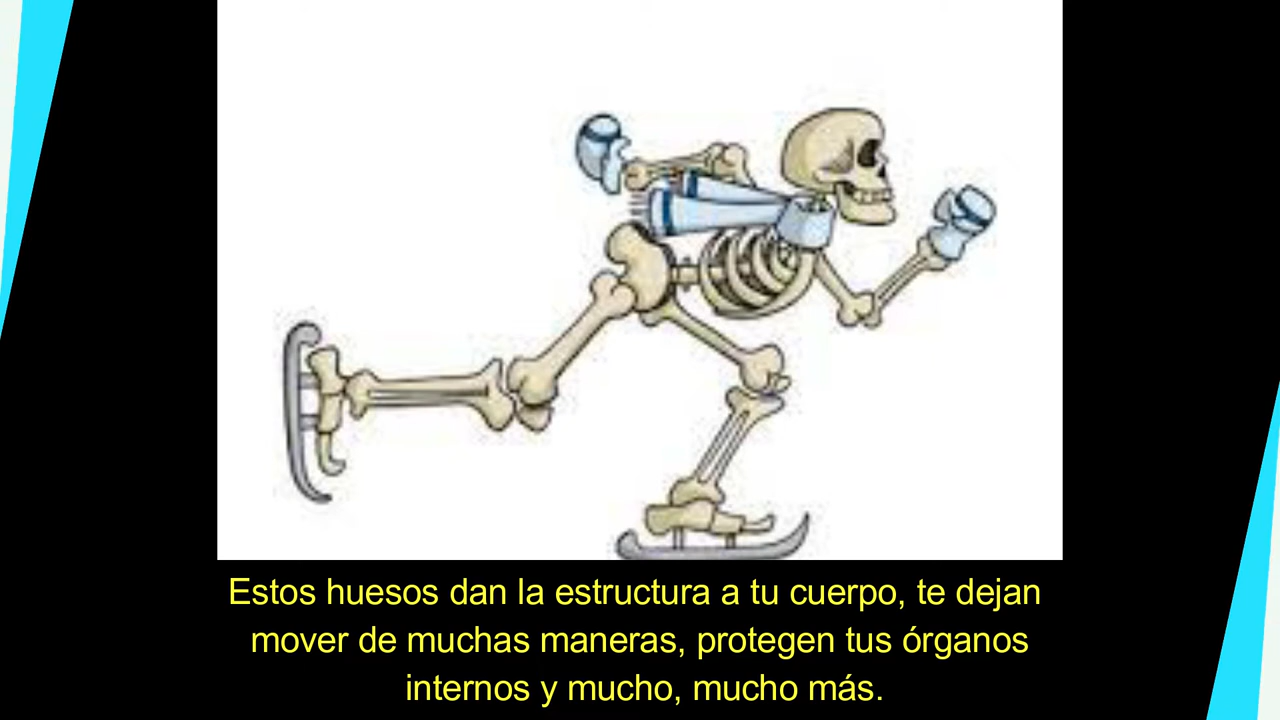 Estos huesos dan la estructura a tu cuerpo, te dejan
mover de muchas maneras, protegen tus órganos
internos y mucho, mucho más.